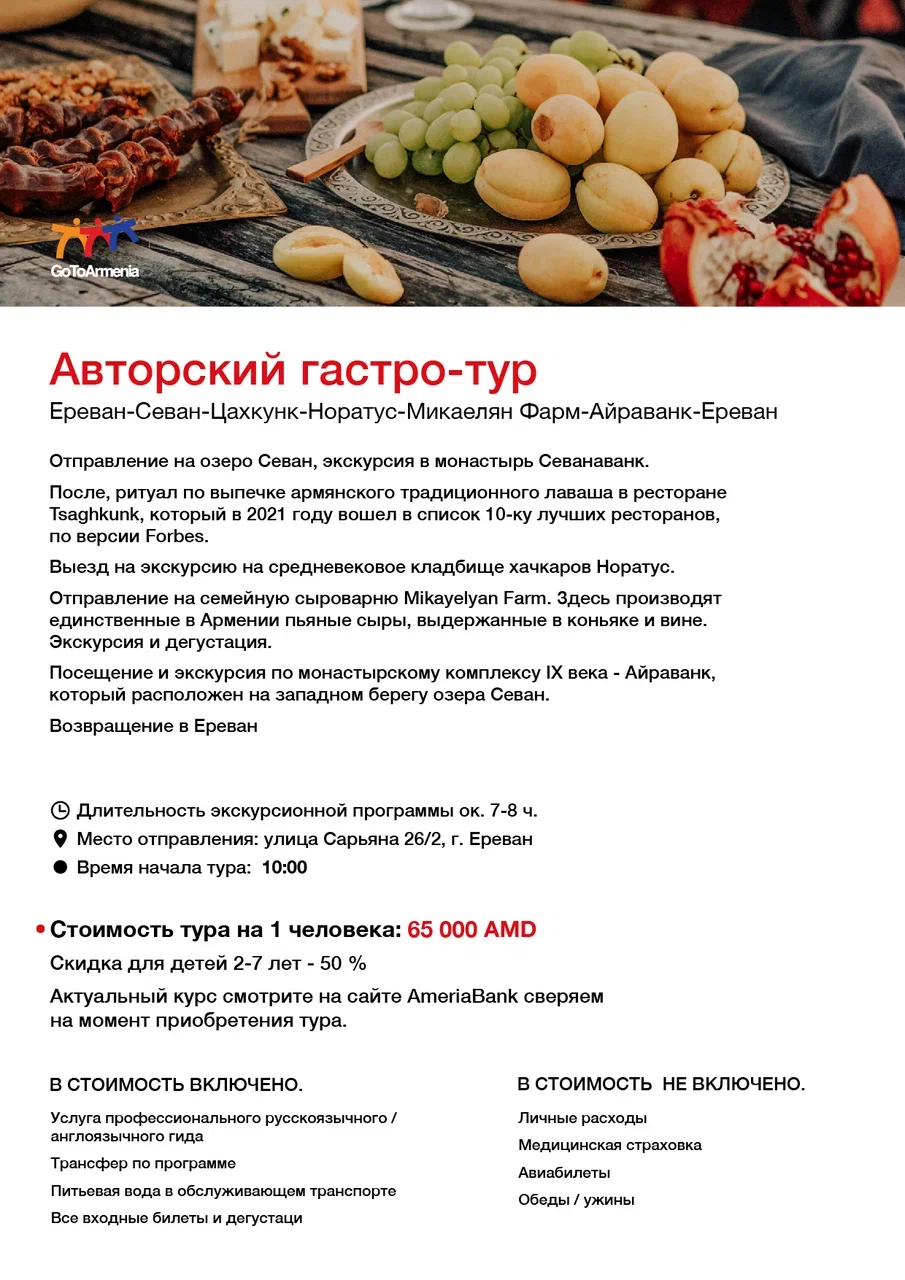 GoToArmenia
Авторский гастро-тур
Ереван-Севан-Цахкунк-Норатус-Микаелян Фарм-Айраванк-Ереван
Отправление на озеро Севан, экскурсия в монастырь Севанаванк.
После, ритуал по выпечке армянского традиционного лаваша в ресторане
Tsaghkunk, который в 2021 году вошел в список 10-ку лучших ресторанов,
по версии Forbes.
Выезд на экскурсию на средневековое кладбище хачкаров Норатус.
Отправление на семейную сыроварню Mikayelyan Farm. Здесь производят
единственные в Армении пьяные сыры, выдержанные в коньяке и вине.
Экскурсия и дегустация.
Посещение и экскурсия по монастырскому комплексу IX века - Айраванк,
который расположен на западном берегу озера Севан.
Возвращение в Ереван
Длительность экскурсионной программы ок. 7-8 ч.
Место отправления: улица Сарьяна 26/2, г. Ереван
Время начала тура: 10:00
Стоимость тура на 1 человека: 65 000 AMD
Скидка для детей 2-7 лет - 50 %
Актуальный курс смотрите на сайте AmeriaBank сверяем
на момент приобретения тура.
В СТОИМОСТЬ ВКЛЮЧЕНО.
Услуга профессионального русскоязычного /
англоязычного гида
Трансфер по программе
Питьевая вода в обслуживающем транспорте
Все входные билеты и дегустаци
В СТОИМОСТЬ НЕ ВКЛЮЧЕНО.
Личные расходы
Медицинская страховка
Авиабилеты
Обеды / ужины